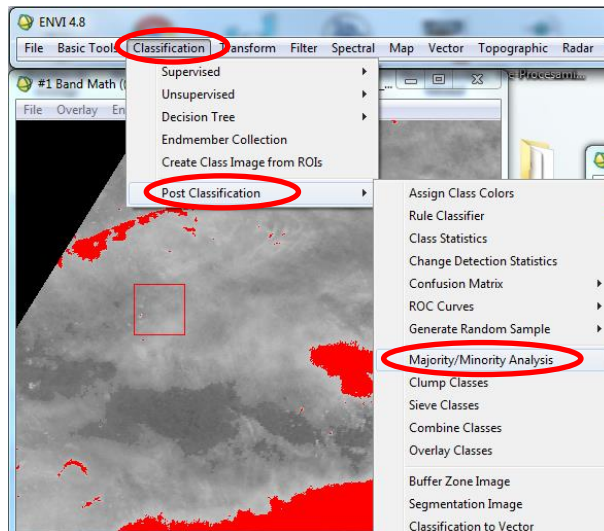 ENVI 4.8
File Basic Tools Classification Transform Filter Spectral Map Vector Topographic Radar
#1 Band Math (
File Overlay En
Supervised
Unsupervised
Decision Tree
Endmember Collection
Create Class Image from ROIs
Post Classification
Assign Class Colors
Rule Classifier
Class Statistics
Change Detection Statistics
Confusion Matrix
ROC Curves
Generate Random Sample
Majority/Minority Analysis
Clump Classes
Sieve Classes
Combine Classes
Overlay Classes
Buffer Zone Image
Segmentation Image
Classification to Vector